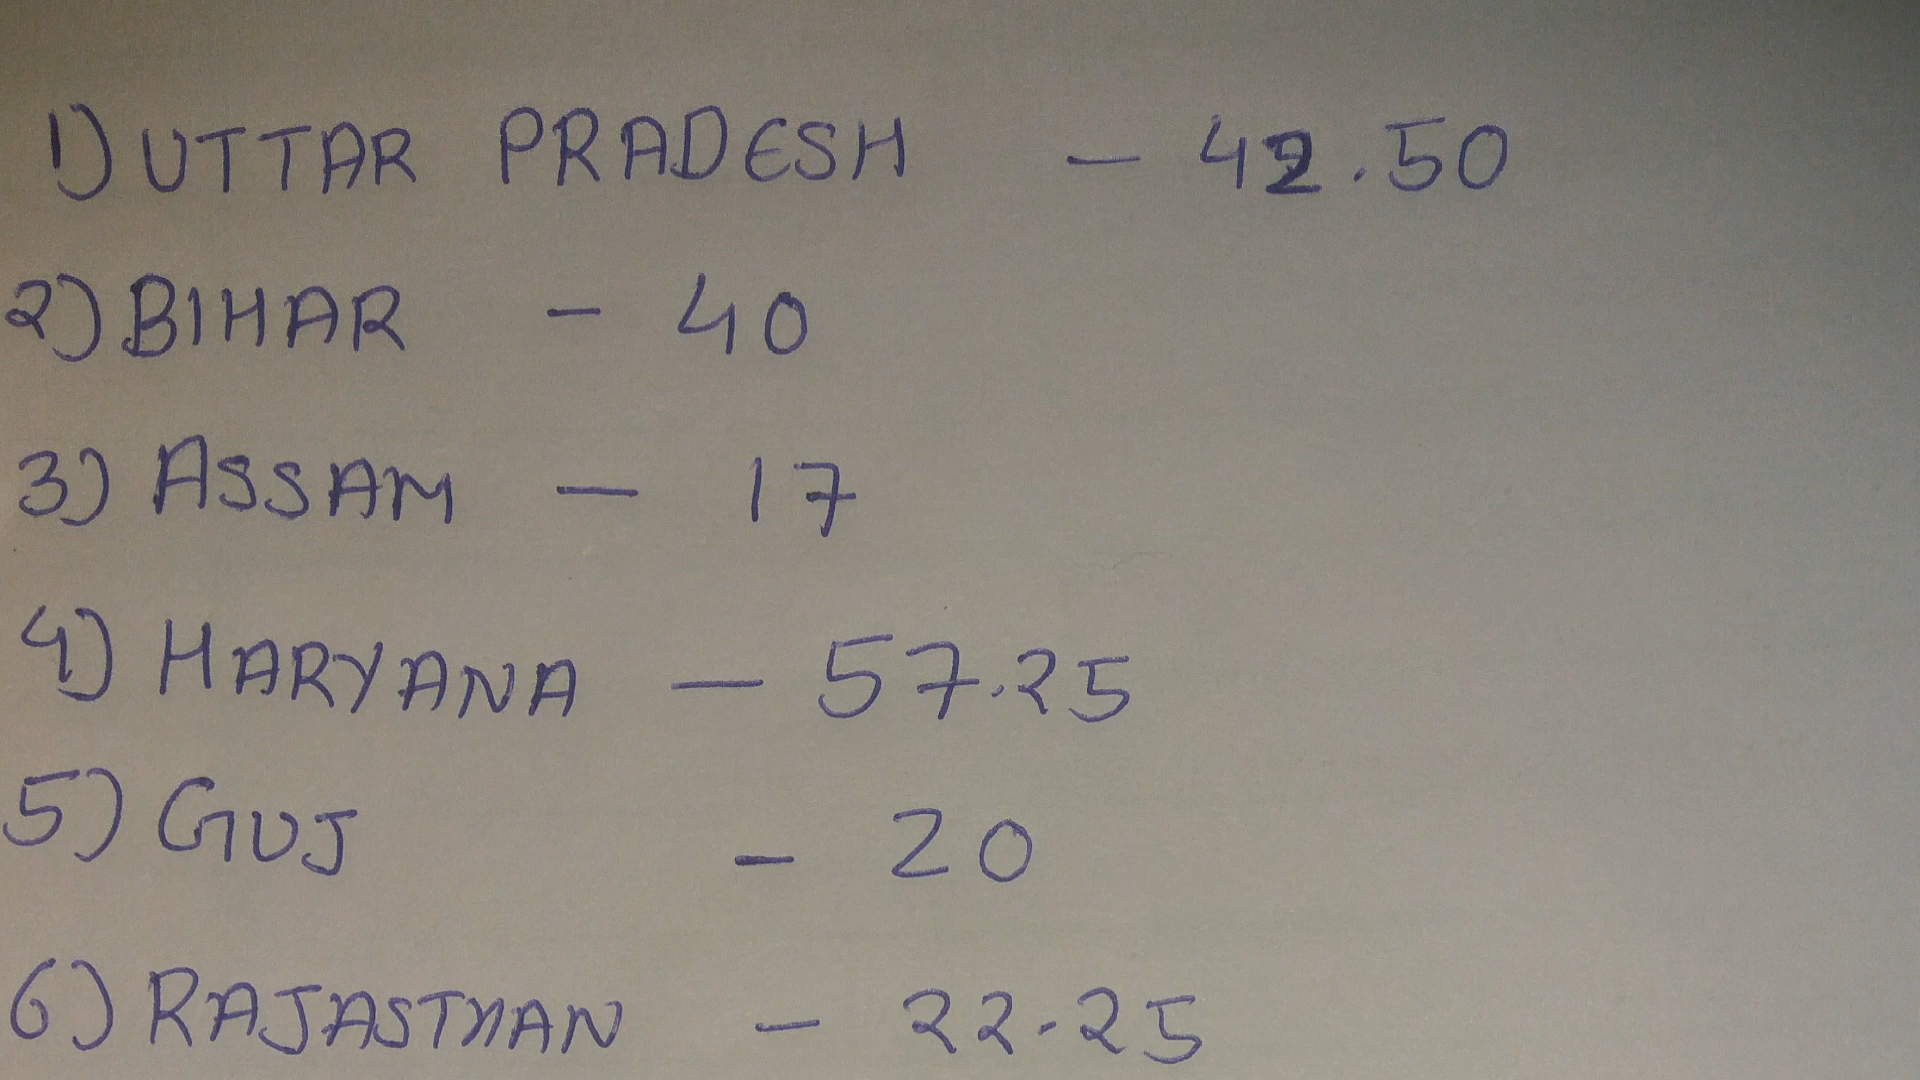 1) UTTAR PRADESH - 42.50
2) BIHAR - 40
3) ASSAM - 17
4) HARYANA - 57.25
5) GUJ - 20
6) RAJASTHAN - 22.25